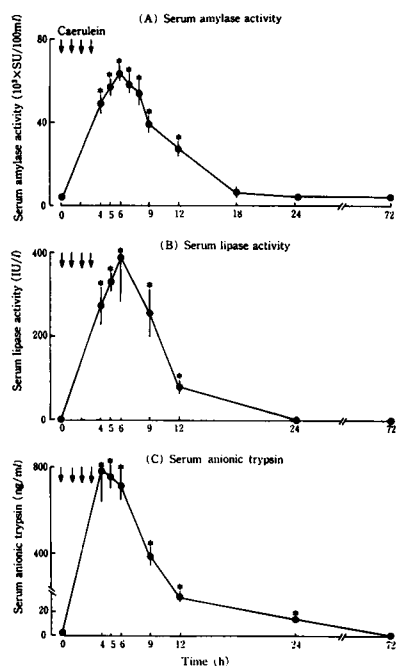 (A) Serum amylase activity
Caerulein
Serum amylase activity (10³×SU/100ml)
80
40
0
0 4 5 6 9 12 18 24 72
(B) Serum lipase activity
Serum lipase activity (IU/l)
400
200
0
0 4 5 6 9 12 24 72
(C) Serum anionic trypsin
Serum anionic trypsin (ng/ml)
800
400
20
0
0 4 5 6 9 12 24 72
Time (h)